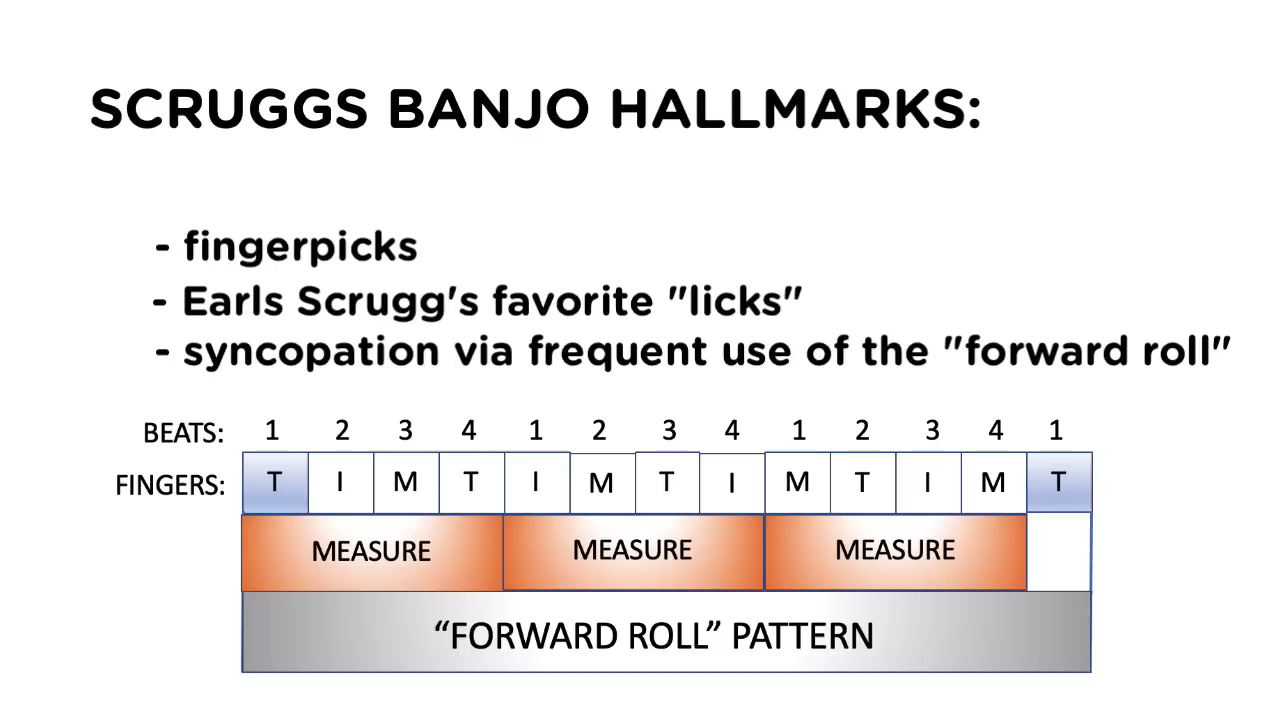 SCRUGGS BANJO HALLMARKS:
- fingerpicks
- Earls Scrugg's favorite "licks"
- syncopation via frequent use of the "forward roll"
BEATS: 1 2 3 4 1 2 3 4 1 2 3 4 1
FINGERS: T I M T I M T I M T I M T
MEASURE MEASURE MEASURE
“FORWARD ROLL” PATTERN